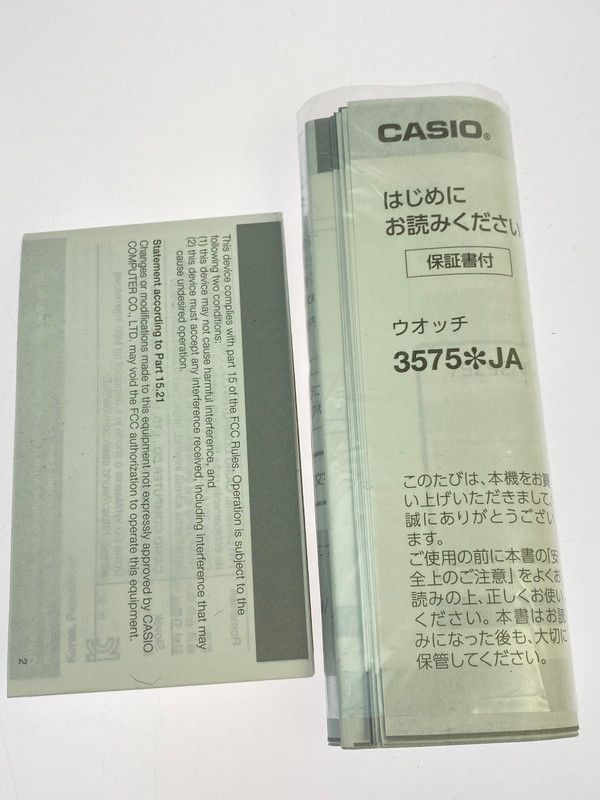 This device complies with part 15 of the FCC Rules. Operation is subject to the
following two conditions:
(1) this device may not cause harmful interference, and
(2) this device must accept any interference received, including interference that may
cause undesired operation.
Statement according to Part 15.21
Changes or modifications made to this equipment not expressly approved by CASIO
COMPUTER CO., LTD. may void the FCC authorization to operate this equipment.
2
CASIO®
はじめに
お読みください
保証書付
ウオッチ
3575✻JA
このたびは、本機をお買
い上げいただきまして、
誠にありがとうござい
ます。
ご使用の前に本書の「安
全上のご注意」をよくお
読みの上、正しくお使い
ください。本書はお読
みになった後も、大切に
保管してください。